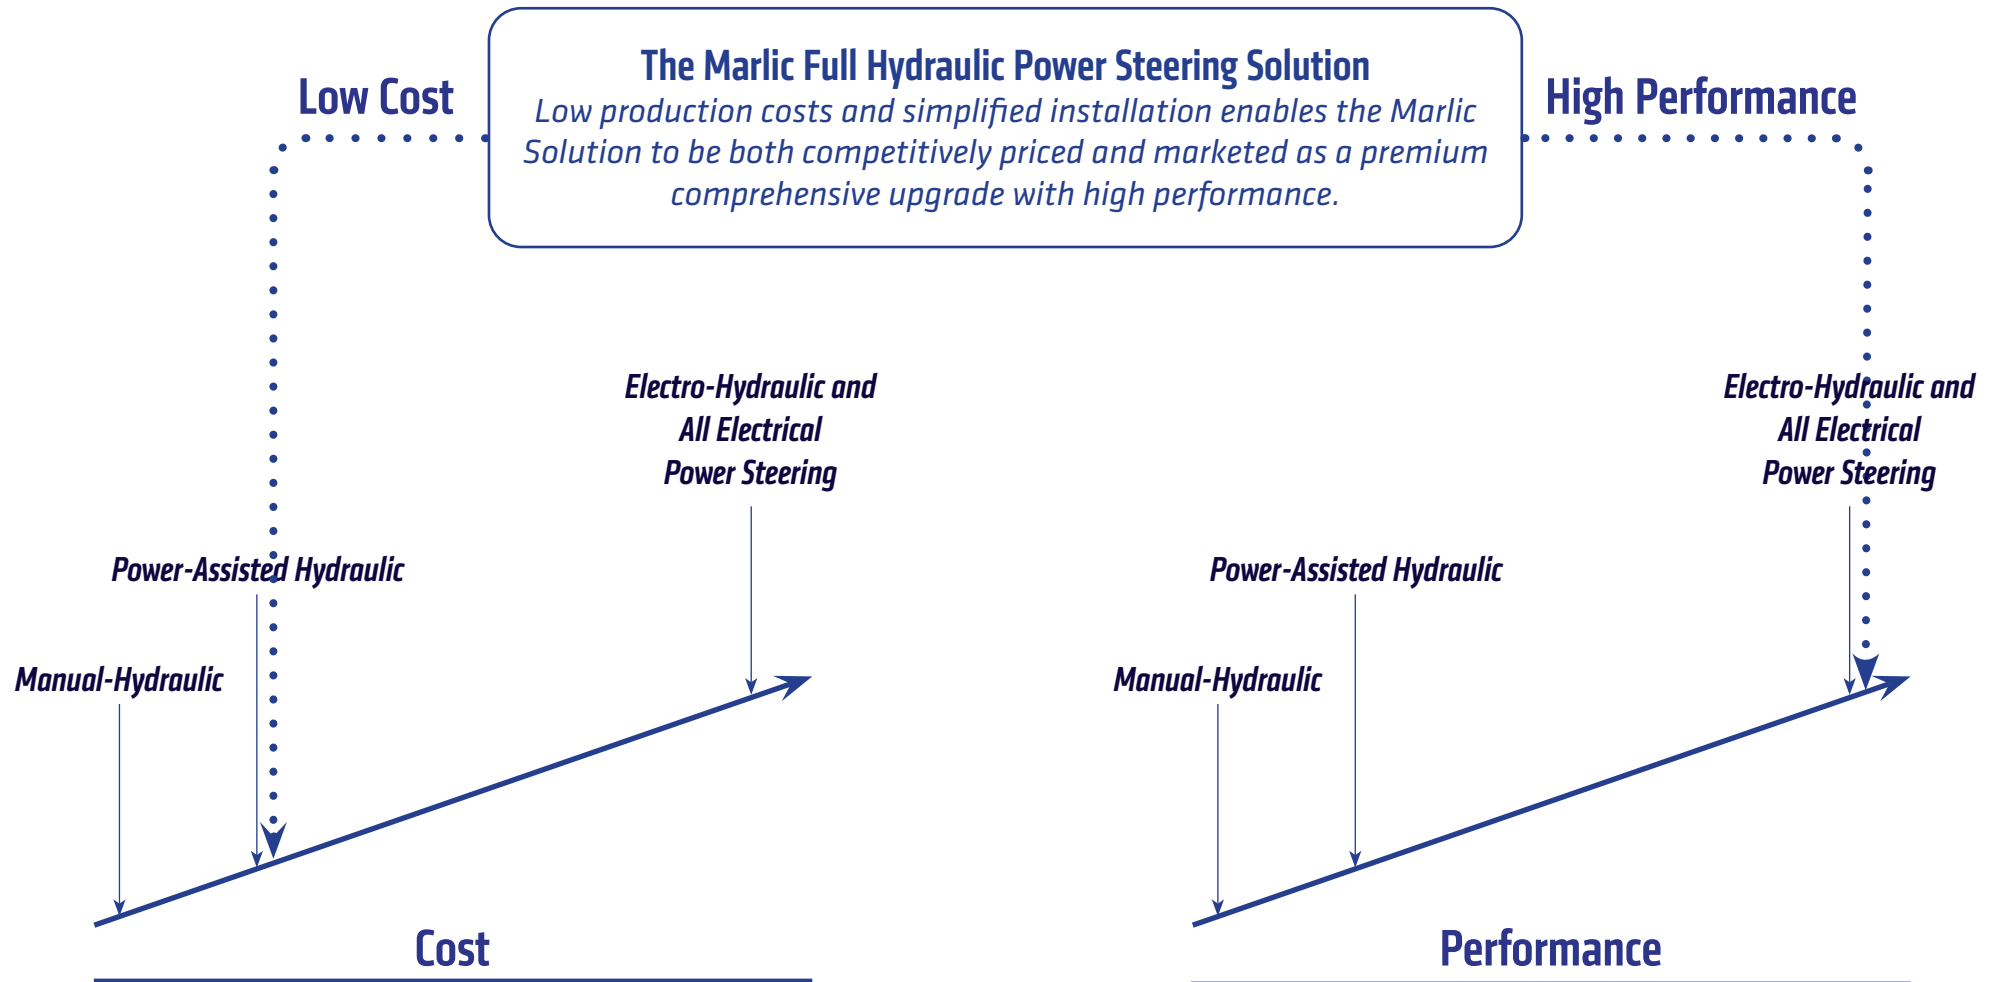 The Marlic Full Hydraulic Power Steering Solution
Low production costs and simplified installation enables the Marlic
Solution to be both competitively priced and marketed as a premium
comprehensive upgrade with high performance.
Low Cost
High Performance
Electro-Hydraulic and
All Electrical
Power Steering
Power-Assisted Hydraulic
Manual-Hydraulic
Cost
Electro-Hydraulic and
All Electrical
Power Steering
Power-Assisted Hydraulic
Manual-Hydraulic
Performance